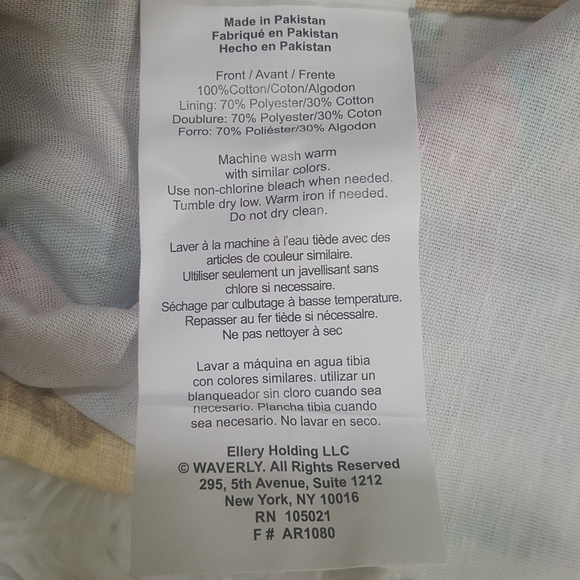 Made in Pakistan
Fabriqué en Pakistan
Hecho en Pakistan
Front / Avant / Frente
100%Cotton/Coton/Algodon
Lining: 70% Polyester/30% Cotton
Doublure: 70% Polyester/30% Coton
Forro: 70% Poliéster/30% Algodon
Machine wash warm
with similar colors.
Use non-chlorine bleach when needed.
Tumble dry low. Warm iron if needed.
Do not dry clean.
Laver à la machine à l'eau tiède avec des
articles de couleur similaire.
Utiliser seulement un javellisant sans
chlore si necessaire.
Séchage par culbutage à basse temperature.
Repasser au fer tiède si nécessalre.
Ne pas nettoyer à sec
Lavar a máquina en agua tibia
con colores similares. utilizar un
blanqueador sin cloro cuando sea
necesario. Plancha tibia cuando
sea necesario. No lavar en seco.
Ellery Holding LLC
© WAVERLY. All Rights Reserved
295, 5th Avenue, Suite 1212
New York, NY 10016
RN 105021
F # AR1080